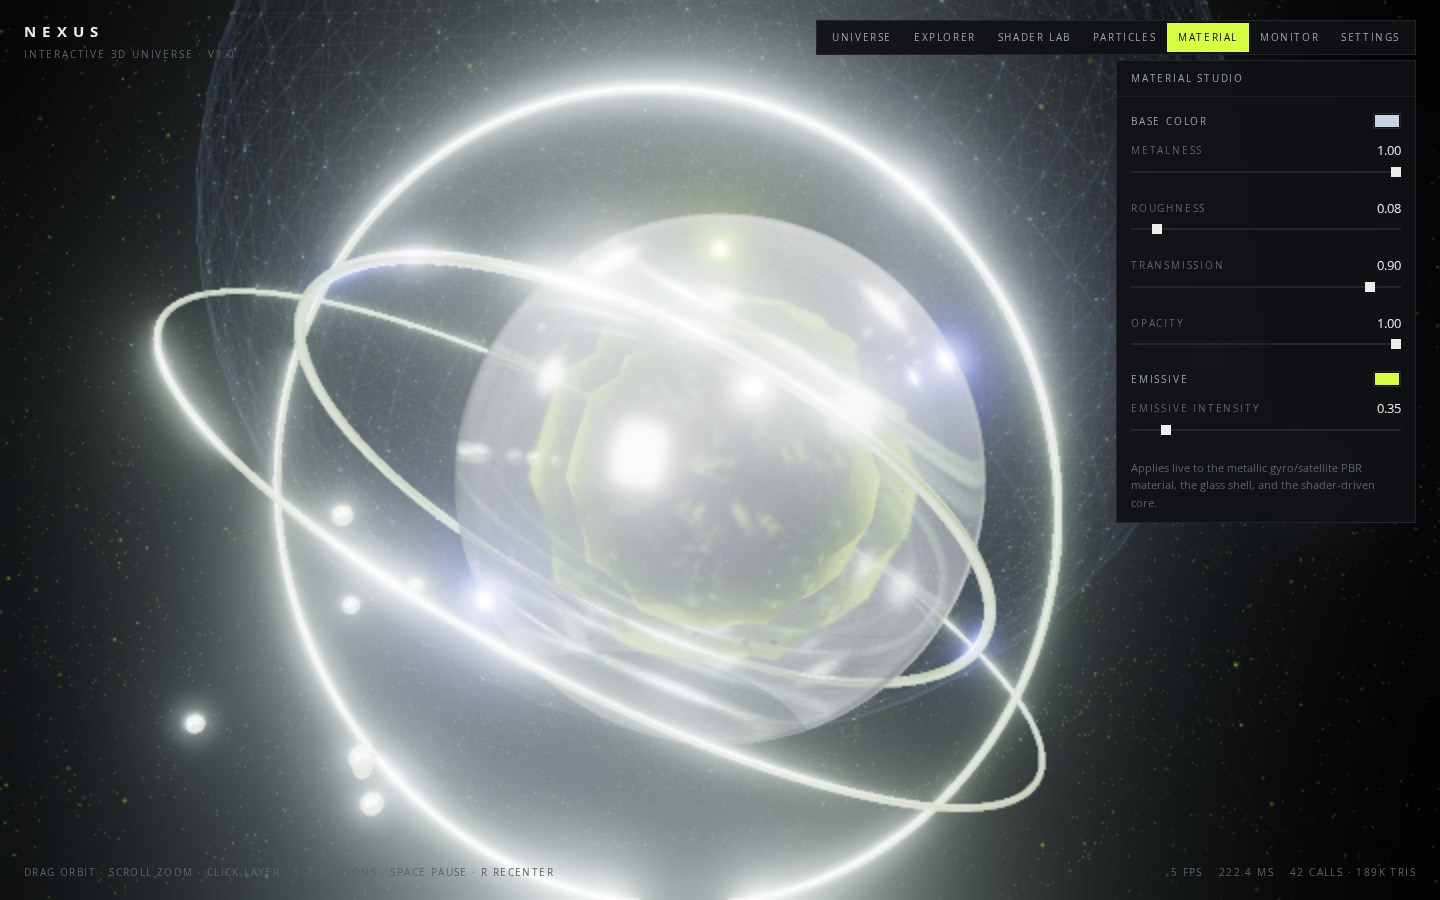 NEXUS
INTERACTIVE 3D UNIVERSE · V1.0
UNIVERSE EXPLORER SHADER LAB PARTICLES MATERIAL MONITOR SETTINGS
MATERIAL STUDIO
BASE COLOR
METALNESS 1.00
ROUGHNESS 0.08
TRANSMISSION 0.90
OPACITY 1.00
EMISSIVE
EMISSIVE INTENSITY 0.35
Applies live to the metallic gyro/satellite PBR
material, the glass shell, and the shader-driven
core.
DRAG ORBIT · SCROLL ZOOM · CLICK LAYER · SPACE PAUSE · R RECENTER
5 FPS 222.4 MS 42 CALLS · 189K TRIS